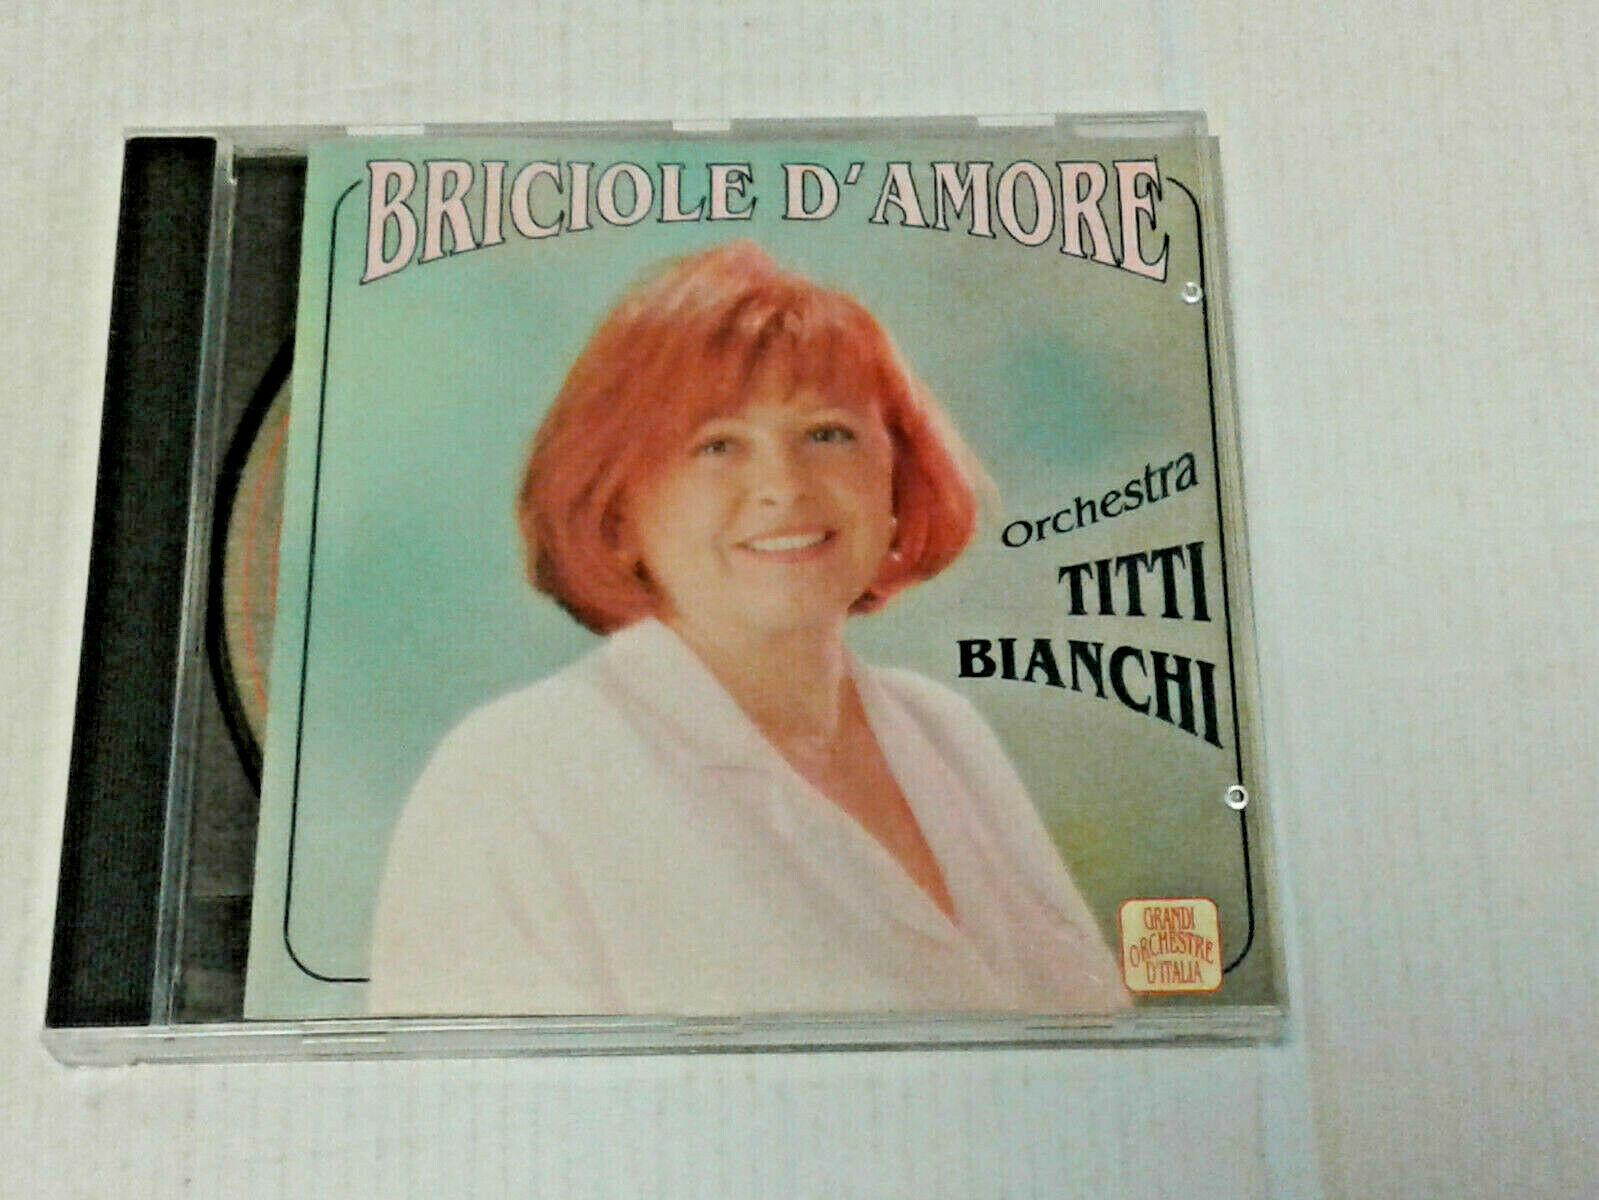 BRICIOLE D'AMORE
Orchestra
TITTI
BIANCHI
GRANDI
ORCHESTRE
D'ITALIA